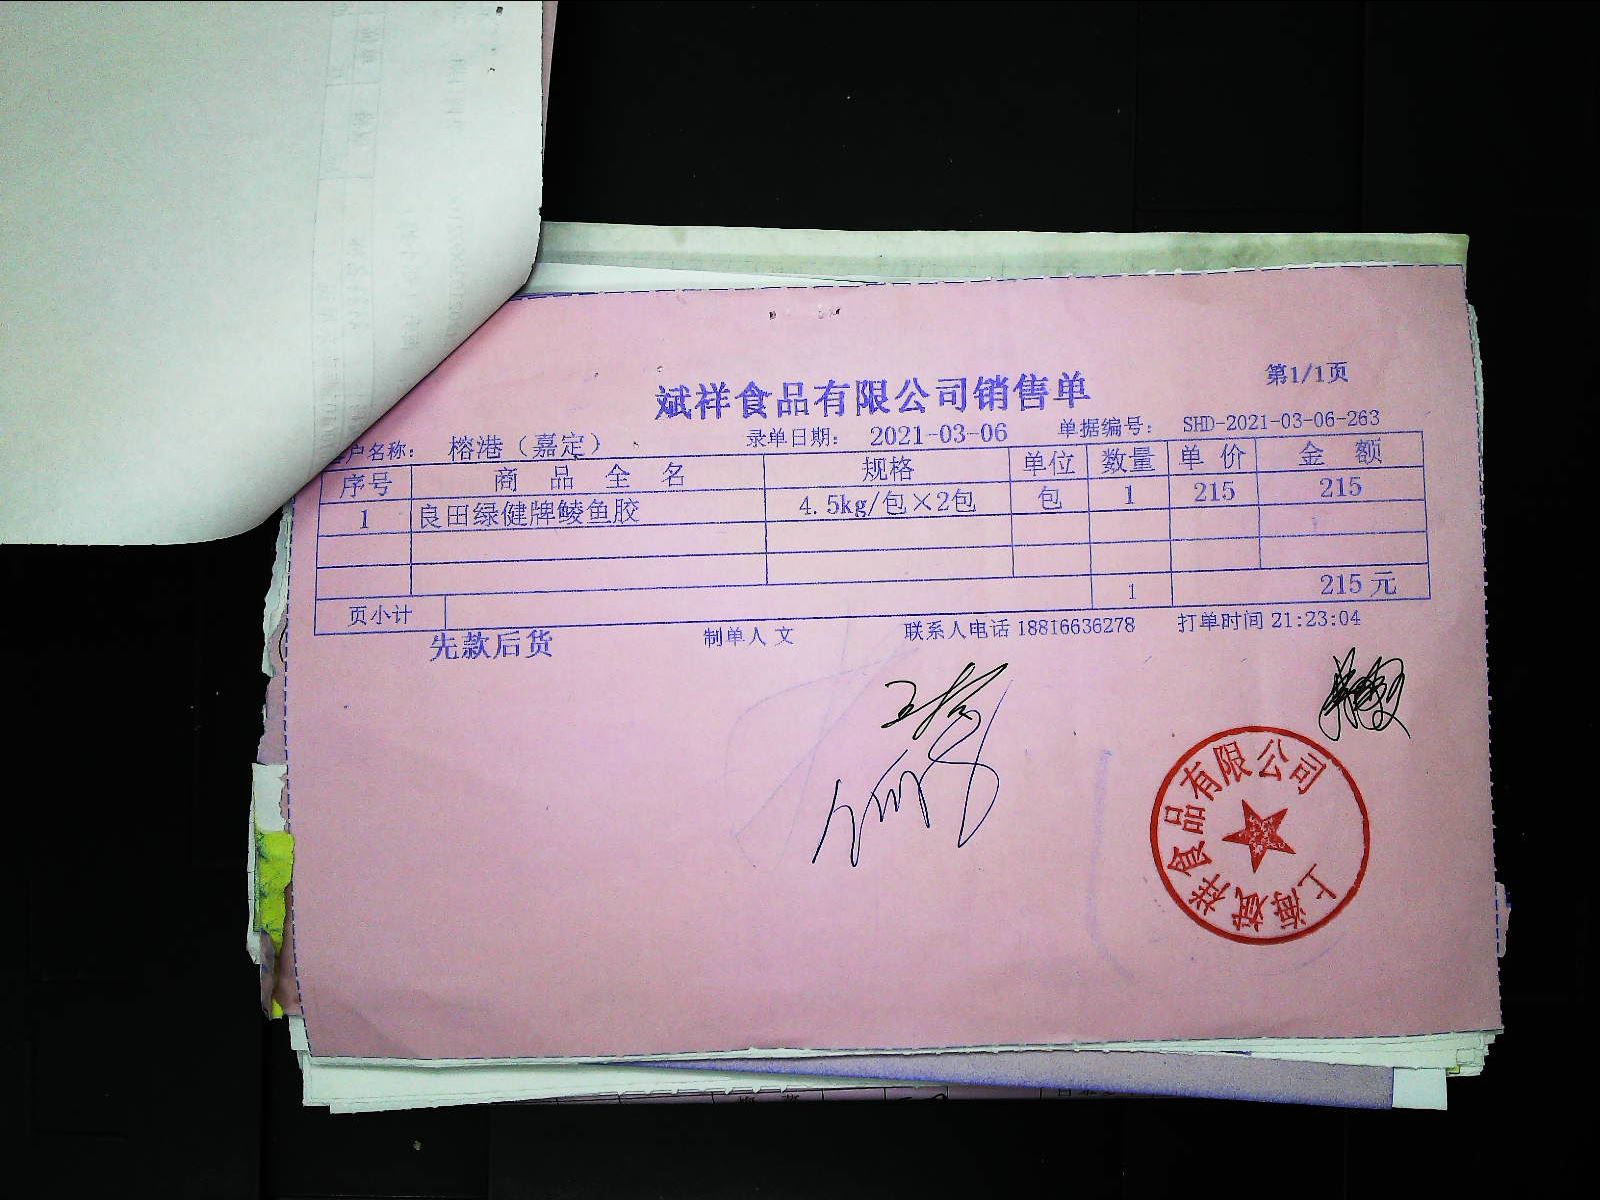 第1/1页
斌祥食品有限公司销售单
户名称： 榕港（嘉定） 录单日期： 2021-03-06 单据编号： SHD-2021-03-06-263
序号 商品全名 规格 单位 数量 单价 金额
1 良田绿健牌鲮鱼胶 4.5kg/包×2包 包 1 215 215
页小计 1 215元
先款后货 制单人 文 联系人电话 18816636278 打单时间 21:23:04
上海斌祥食品有限公司